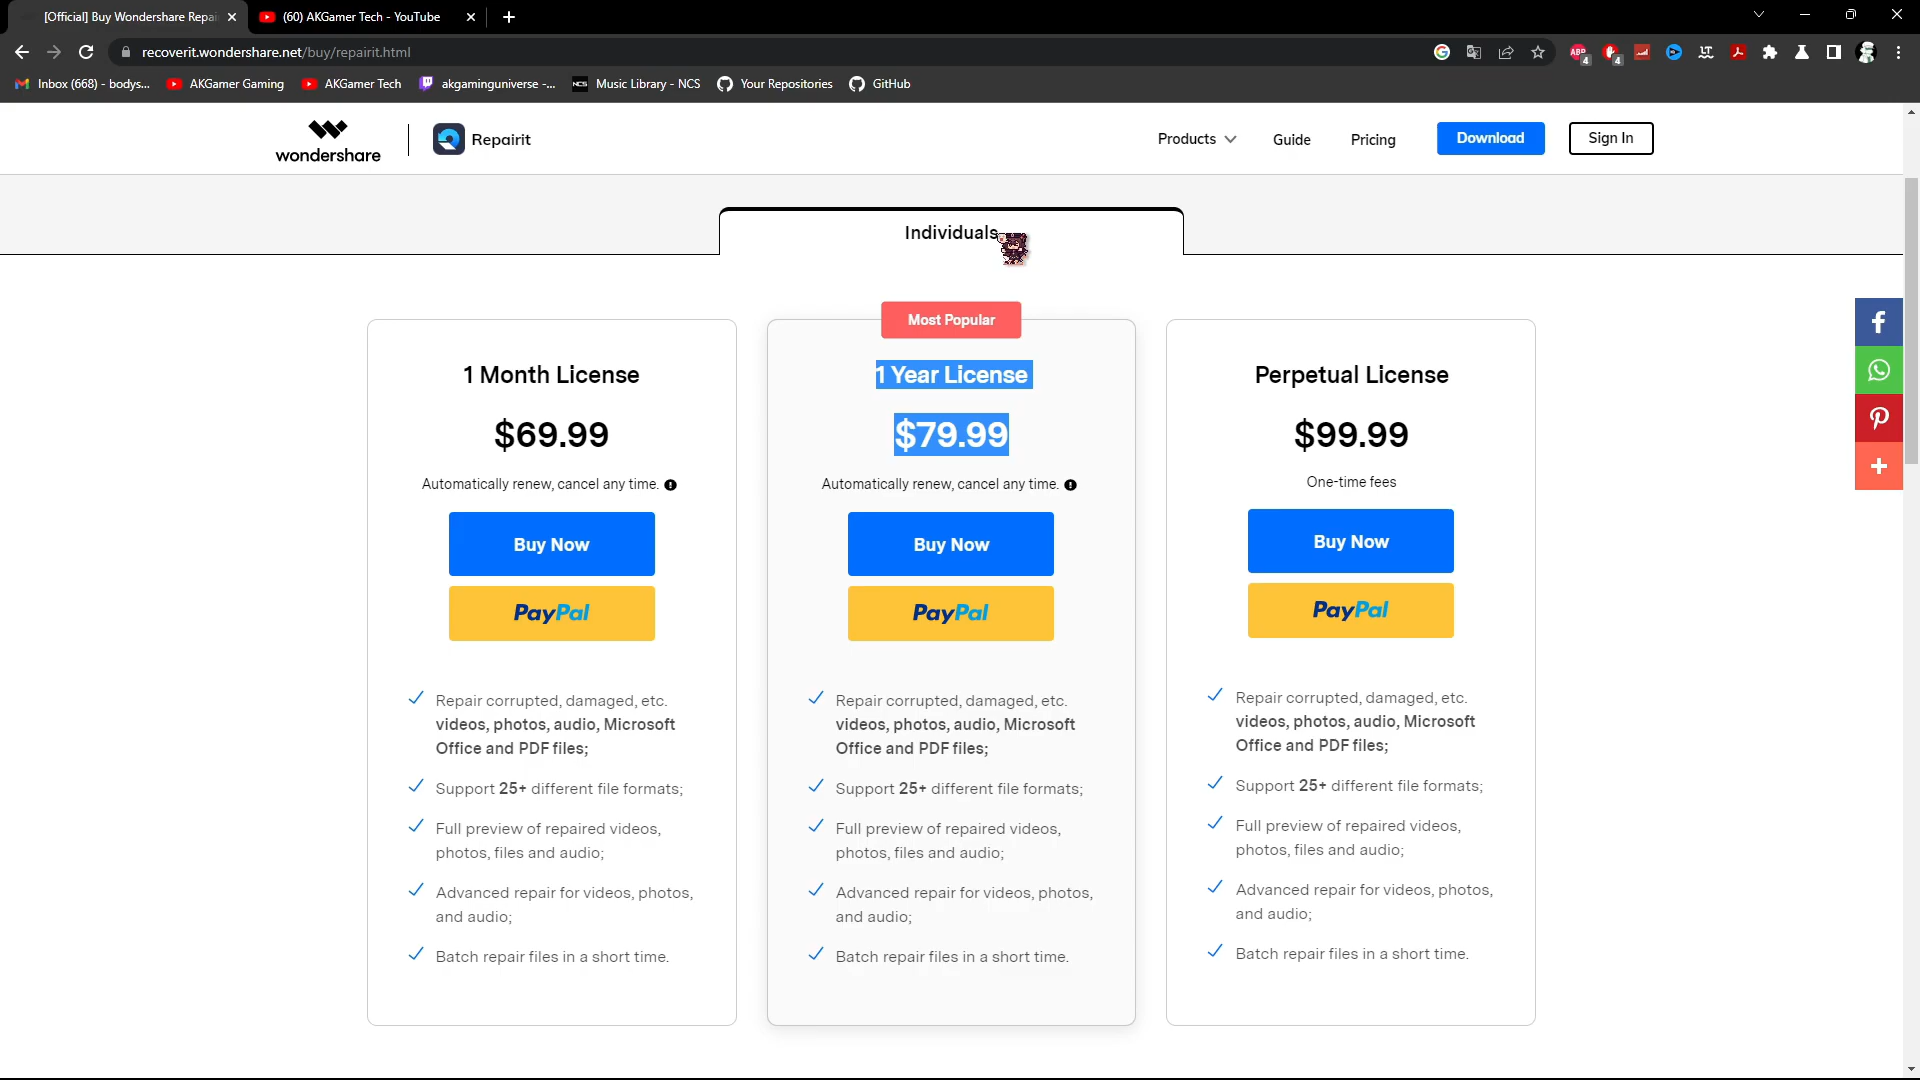 [Official] Buy Wondershare Repai
(60) AKGamer Tech - YouTube
recoverit.wondershare.net/buy/repairit.html
Inbox (668) - bodys...
AKGamer Gaming
AKGamer Tech
akgaminguniverse -...
Music Library - NCS
Your Repositories
GitHub
wondershare
Repairit
Products
Guide
Pricing
Download
Sign In
Individuals
1 Month License
$69.99
Automatically renew, cancel any time.
Buy Now
PayPal
Repair corrupted, damaged, etc.
videos, photos, audio, Microsoft
Office and PDF files;
Support 25+ different file formats;
Full preview of repaired videos,
photos, files and audio;
Advanced repair for videos, photos,
and audio;
Batch repair files in a short time.
Most Popular
1 Year License
$79.99
Automatically renew, cancel any time.
Buy Now
PayPal
Repair corrupted, damaged, etc.
videos, photos, audio, Microsoft
Office and PDF files;
Support 25+ different file formats;
Full preview of repaired videos,
photos, files and audio;
Advanced repair for videos, photos,
and audio;
Batch repair files in a short time.
Perpetual License
$99.99
One-time fees
Buy Now
PayPal
Repair corrupted, damaged, etc.
videos, photos, audio, Microsoft
Office and PDF files;
Support 25+ different file formats;
Full preview of repaired videos,
photos, files and audio;
Advanced repair for videos, photos,
and audio;
Batch repair files in a short time.